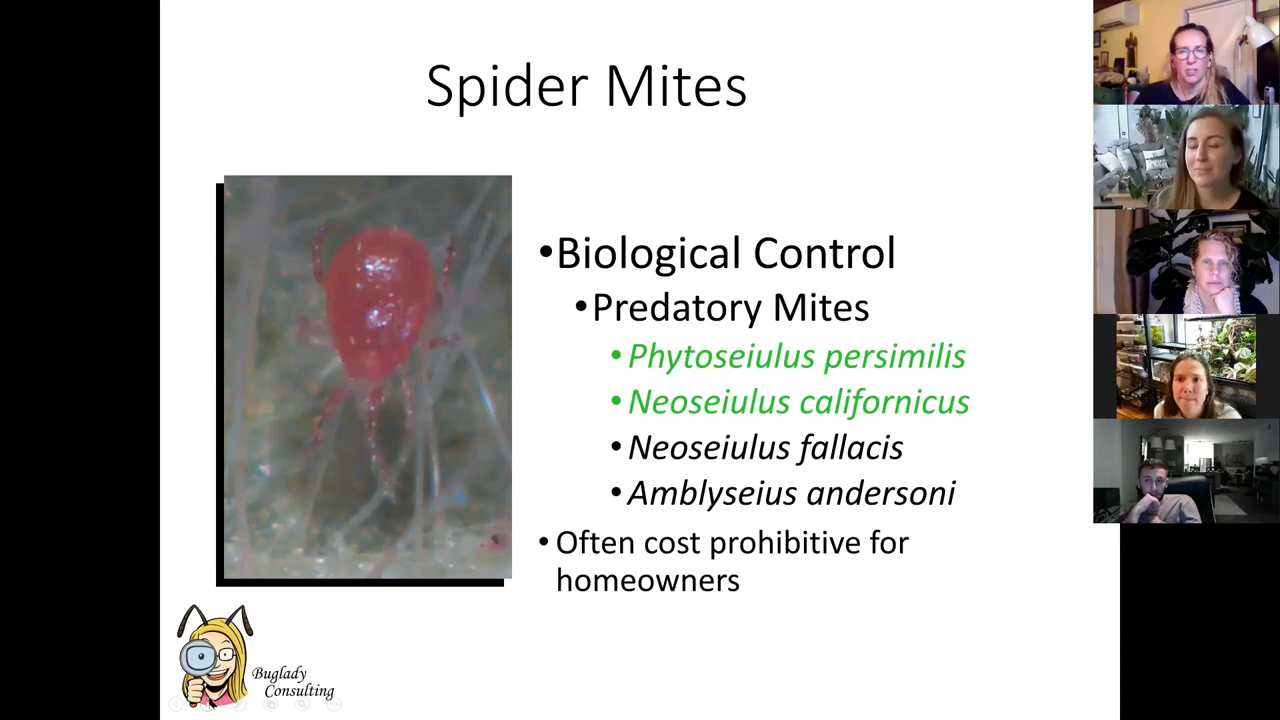 Spider Mites
•Biological Control
•Predatory Mites
•Phytoseiulus persimilis
•Neoseiulus californicus
•Neoseiulus fallacis
•Amblyseius andersoni
•Often cost prohibitive for
homeowners
Buglady
Consulting